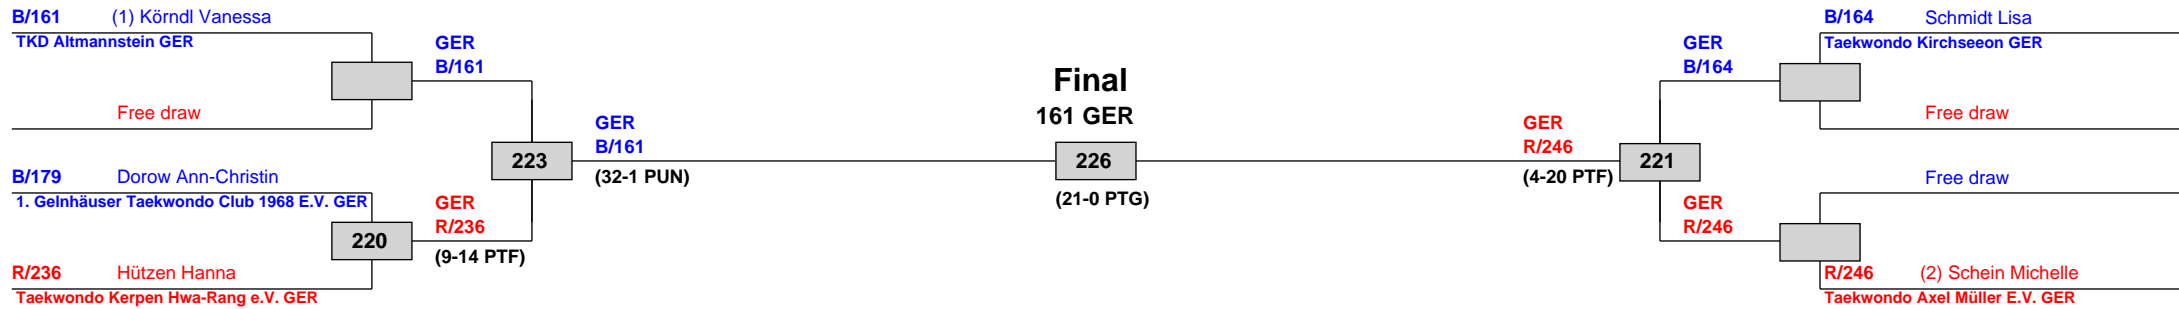 B/161 (1) Körndl Vanessa
TKD Altmannstein GER
Free draw
GER
B/161
B/179 Dorow Ann-Christin
1. Gelnhäuser Taekwondo Club 1968 E.V. GER
220
R/236 Hützen Hanna
Taekwondo Kerpen Hwa-Rang e.V. GER
GER
R/236
(9-14 PTF)
223
GER
B/161
(32-1 PUN)
Final
161 GER
226
(21-0 PTG)
GER
R/246
(4-20 PTF)
221
GER
B/164
GER
R/246
B/164 Schmidt Lisa
Taekwondo Kirchseeon GER
Free draw
Free draw
R/246 (2) Schein Michelle
Taekwondo Axel Müller E.V. GER